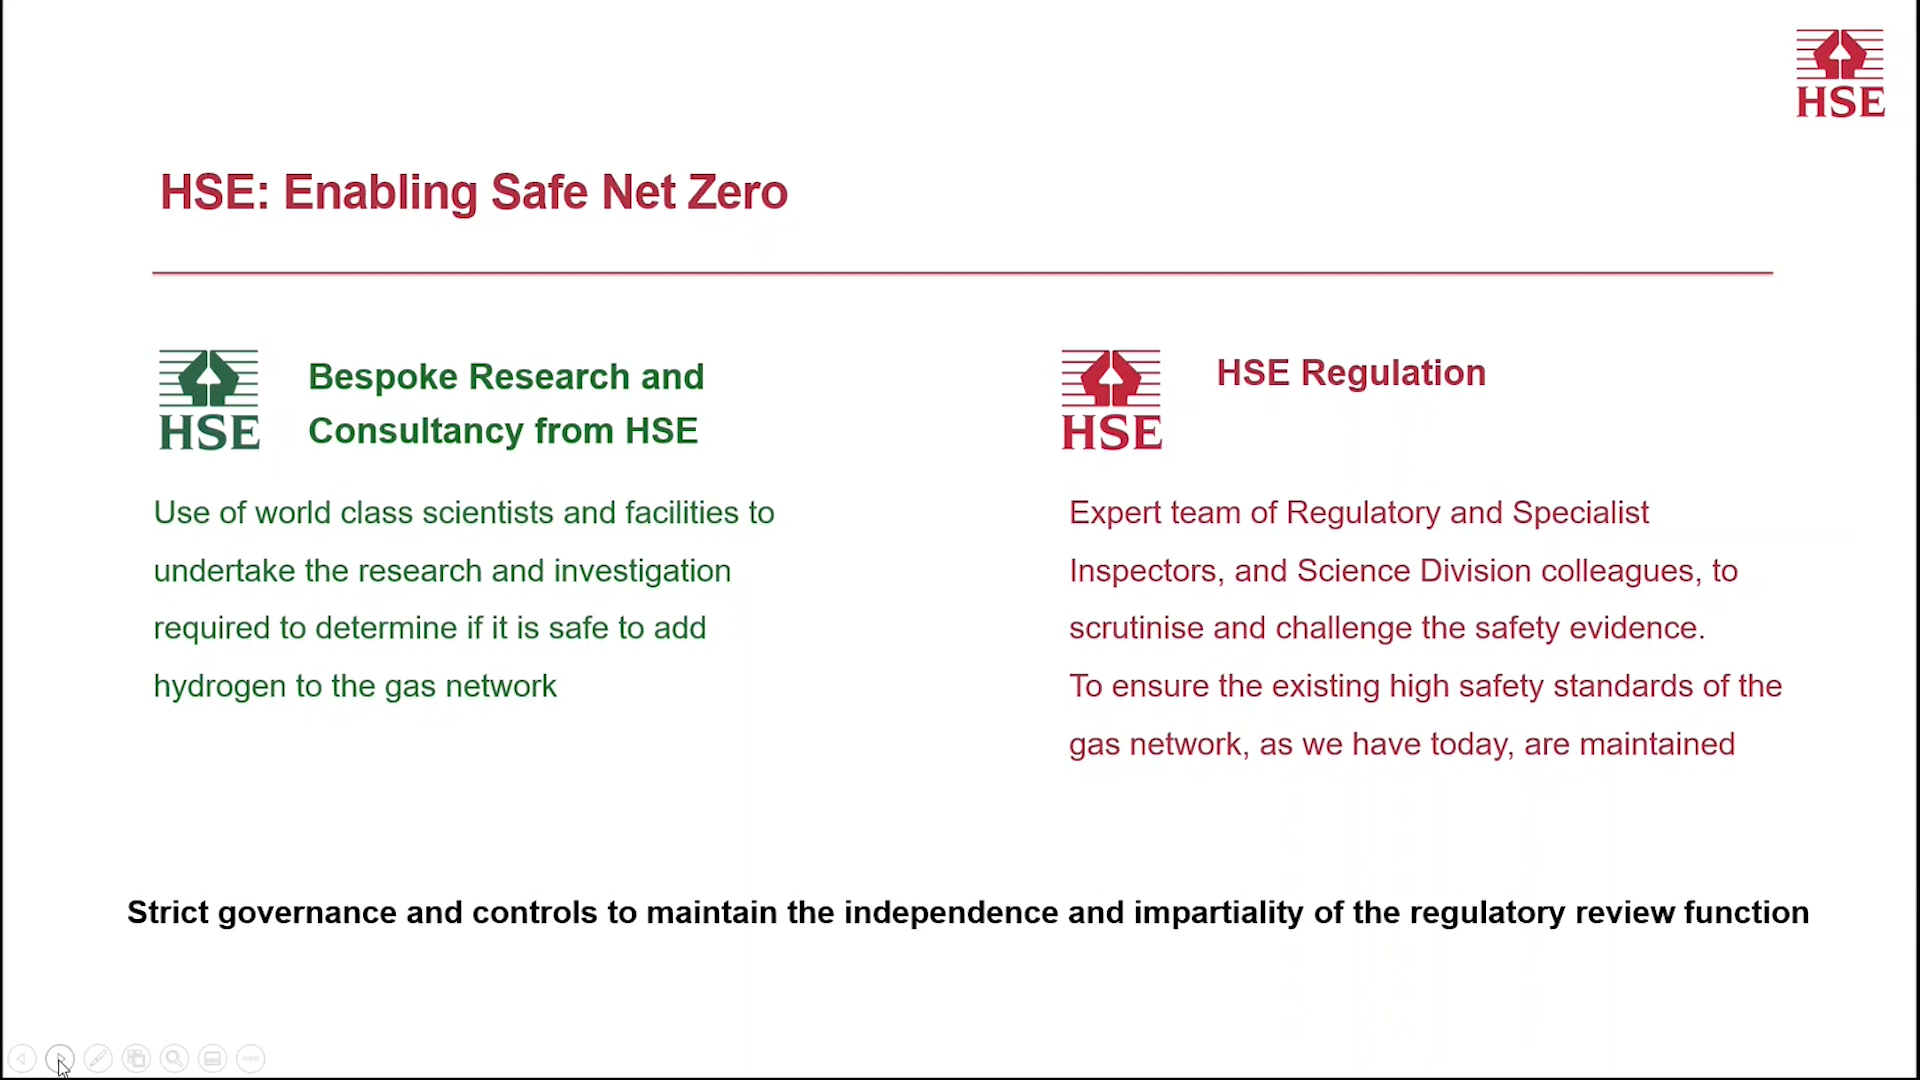 HSE
HSE: Enabling Safe Net Zero
HSE
Bespoke Research and
Consultancy from HSE
Use of world class scientists and facilities to
undertake the research and investigation
required to determine if it is safe to add
hydrogen to the gas network
HSE
HSE Regulation
Expert team of Regulatory and Specialist
Inspectors, and Science Division colleagues, to
scrutinise and challenge the safety evidence.
To ensure the existing high safety standards of the
gas network, as we have today, are maintained
Strict governance and controls to maintain the independence and impartiality of the regulatory review function